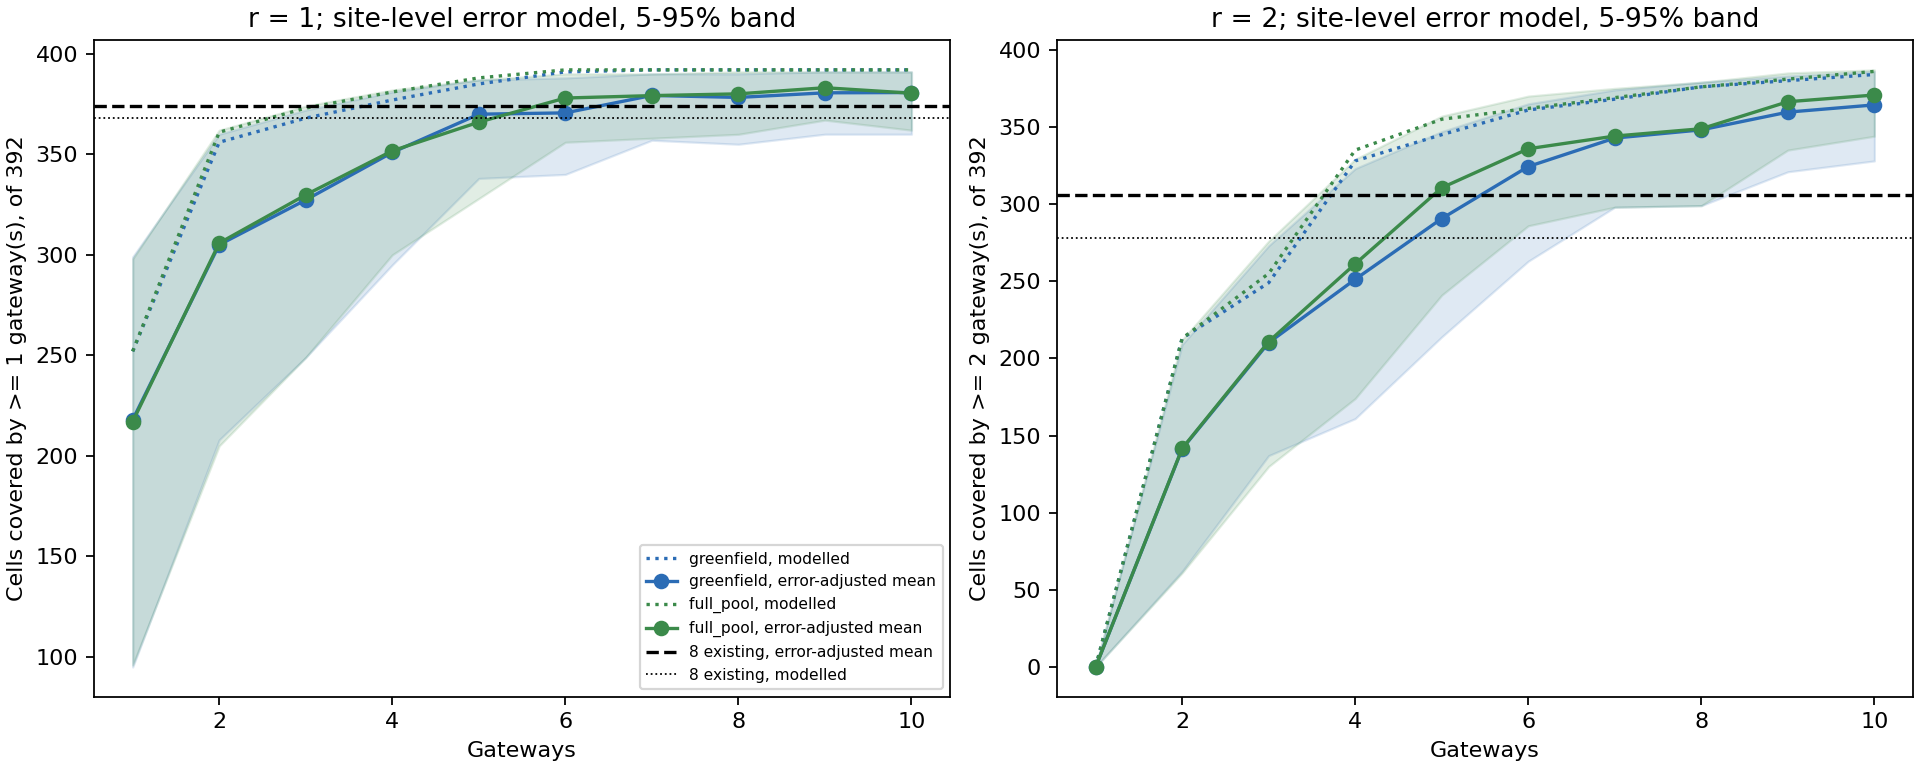 r = 1; site-level error model, 5-95% band
Cells covered by >= 1 gateway(s), of 392
400
350
300
250
200
150
100
2
4
6
8
10
Gateways
greenfield, modelled
greenfield, error-adjusted mean
full_pool, modelled
full_pool, error-adjusted mean
8 existing, error-adjusted mean
8 existing, modelled
r = 2; site-level error model, 5-95% band
Cells covered by >= 2 gateway(s), of 392
400
350
300
250
200
150
100
50
0
2
4
6
8
10
Gateways